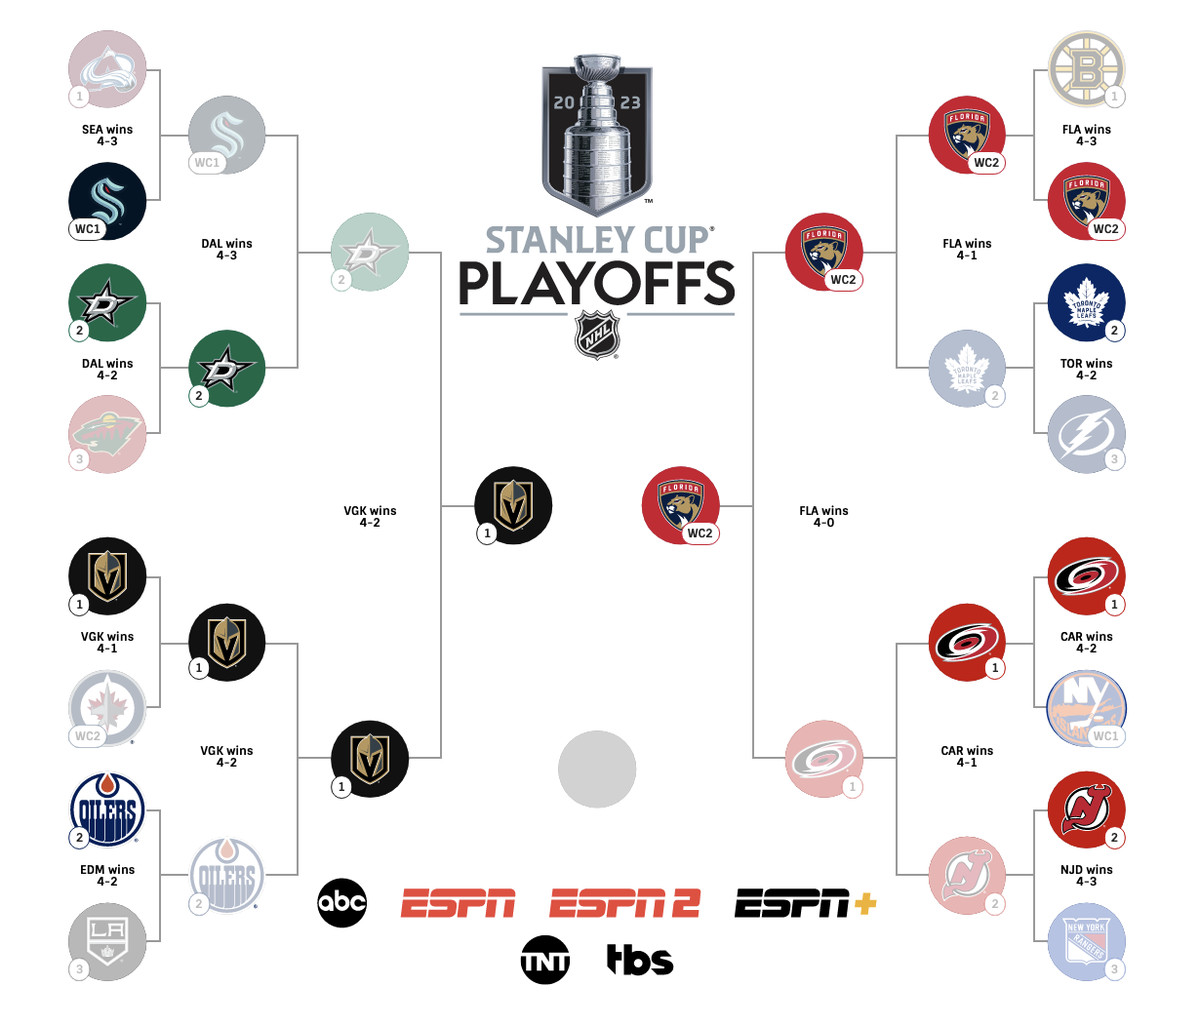 1
SEA wins
4-3
WC1
WC1
DAL wins
4-3
2
2
DAL wins
4-2
2
3
VGK wins
4-2
1
1
VGK wins
4-1
1
WC2
VGK wins
4-2
1
OILERS
2
EDM wins
4-2
OILERS
2
LA
3
20 23
TM
STANLEY CUP®
PLAYOFFS
NHL
B
1
FLA wins
4-3
FLORIDA
WC2
FLORIDA
WC2
FLORIDA
WC2
FLA wins
4-1
TORONTO
MAPLE
LEAFS
2
TOR wins
4-2
TORONTO
MAPLE
LEAFS
2
3
FLORIDA
WC2
FLA wins
4-0
1
CAR wins
4-2
1
NY
ISLANDERS
WC1
CAR wins
4-1
1
2
NJD wins
4-3
2
NEW YORK
RANGERS
3
abc ESPN ESPN2 ESPN+
TNT tbs